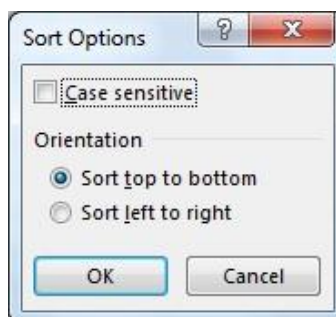 Sort Options
Case sensitive
Orientation
Sort top to bottom
Sort left to right
OK
Cancel